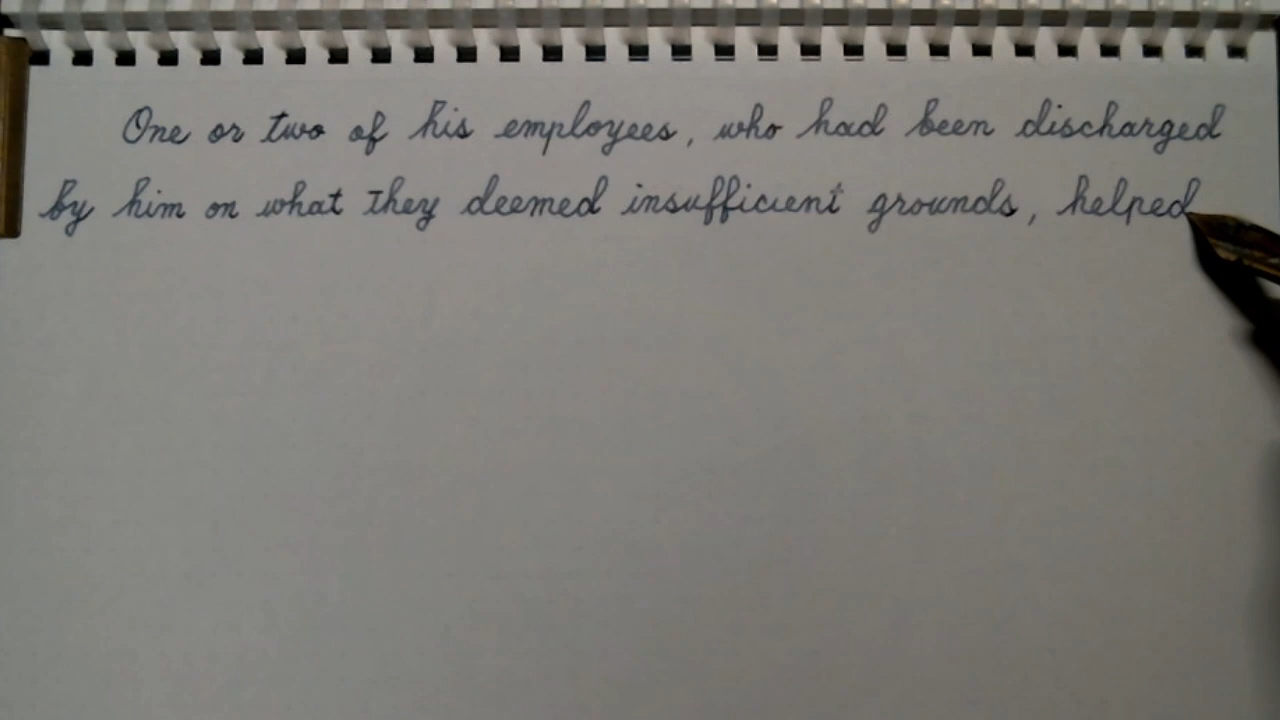 One or two of his employees, who had been discharged
by him on what they deemed insufficient grounds, helped